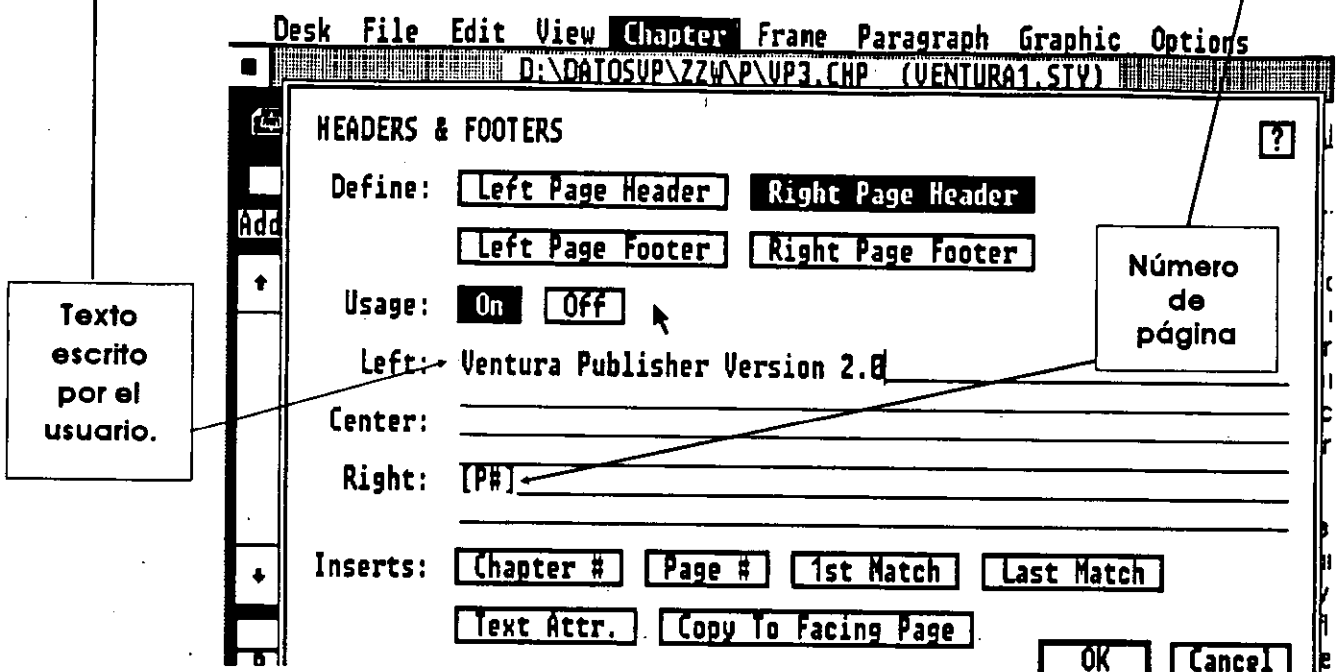 Desk File Edit View Chapter Frame Paragraph Graphic Options
D:\DATOSVP\ZZW\P\VP3.CHP (VENTURA1.STY)
HEADERS & FOOTERS
?
Define: Left Page Header Right Page Header
Add
Left Page Footer Right Page Footer
Número
de
página
Usage: On Off
Texto
escrito
por el
usuario.
Left: Ventura Publisher Version 2.0
Center:
Right: [P#]
Inserts: Chapter # Page # 1st Match Last Match
Text Attr. Copy To Facing Page
OK Cancel